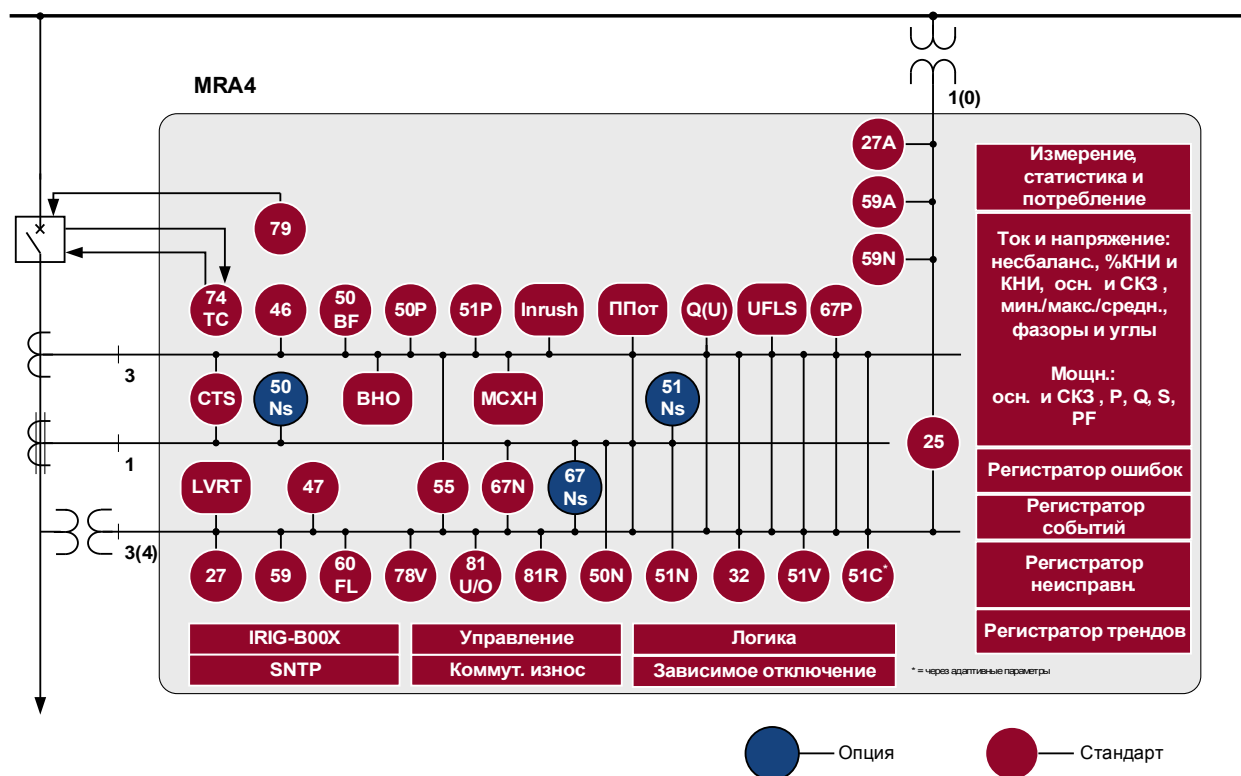 MRA4
1(0)
27A
59A
59N
79
74
TC
46
50
BF
50P
51P
Inrush
ППот
Q(U)
UFLS
67P
3
CTS
50
Ns
ВНО
МСХН
51
Ns
25
1
LVRT
47
55
67N
67
Ns
3(4)
27
59
60
FL
78V
81
U/O
81R
50N
51N
32
51V
51C*
Измерение,
статистика и
потребление
Ток и напряжение:
несбаланс., %КНИ и
КНИ, осн. и СКЗ ,
мин./макс./средн.,
фазоры и углы
Мощн.:
осн. и СКЗ , P, Q, S,
PF
Регистратор ошибок
Регистратор
событий
Регистратор
неисправн.
Регистратор трендов
IRIG-B00X
Управление
Логика
SNTP
Коммут. износ
Зависимое отключение
* = через адаптивные параметры
Опция
Стандарт